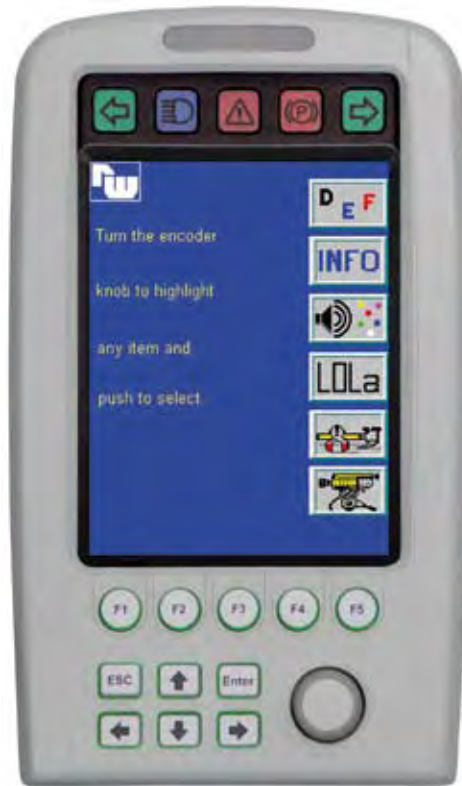 (P)
rw
D E F
Turn the encoder
INFO
knob to highlight
any item and
LOLa
push to select
F1 F2 F3 F4 F5
ESC Enter